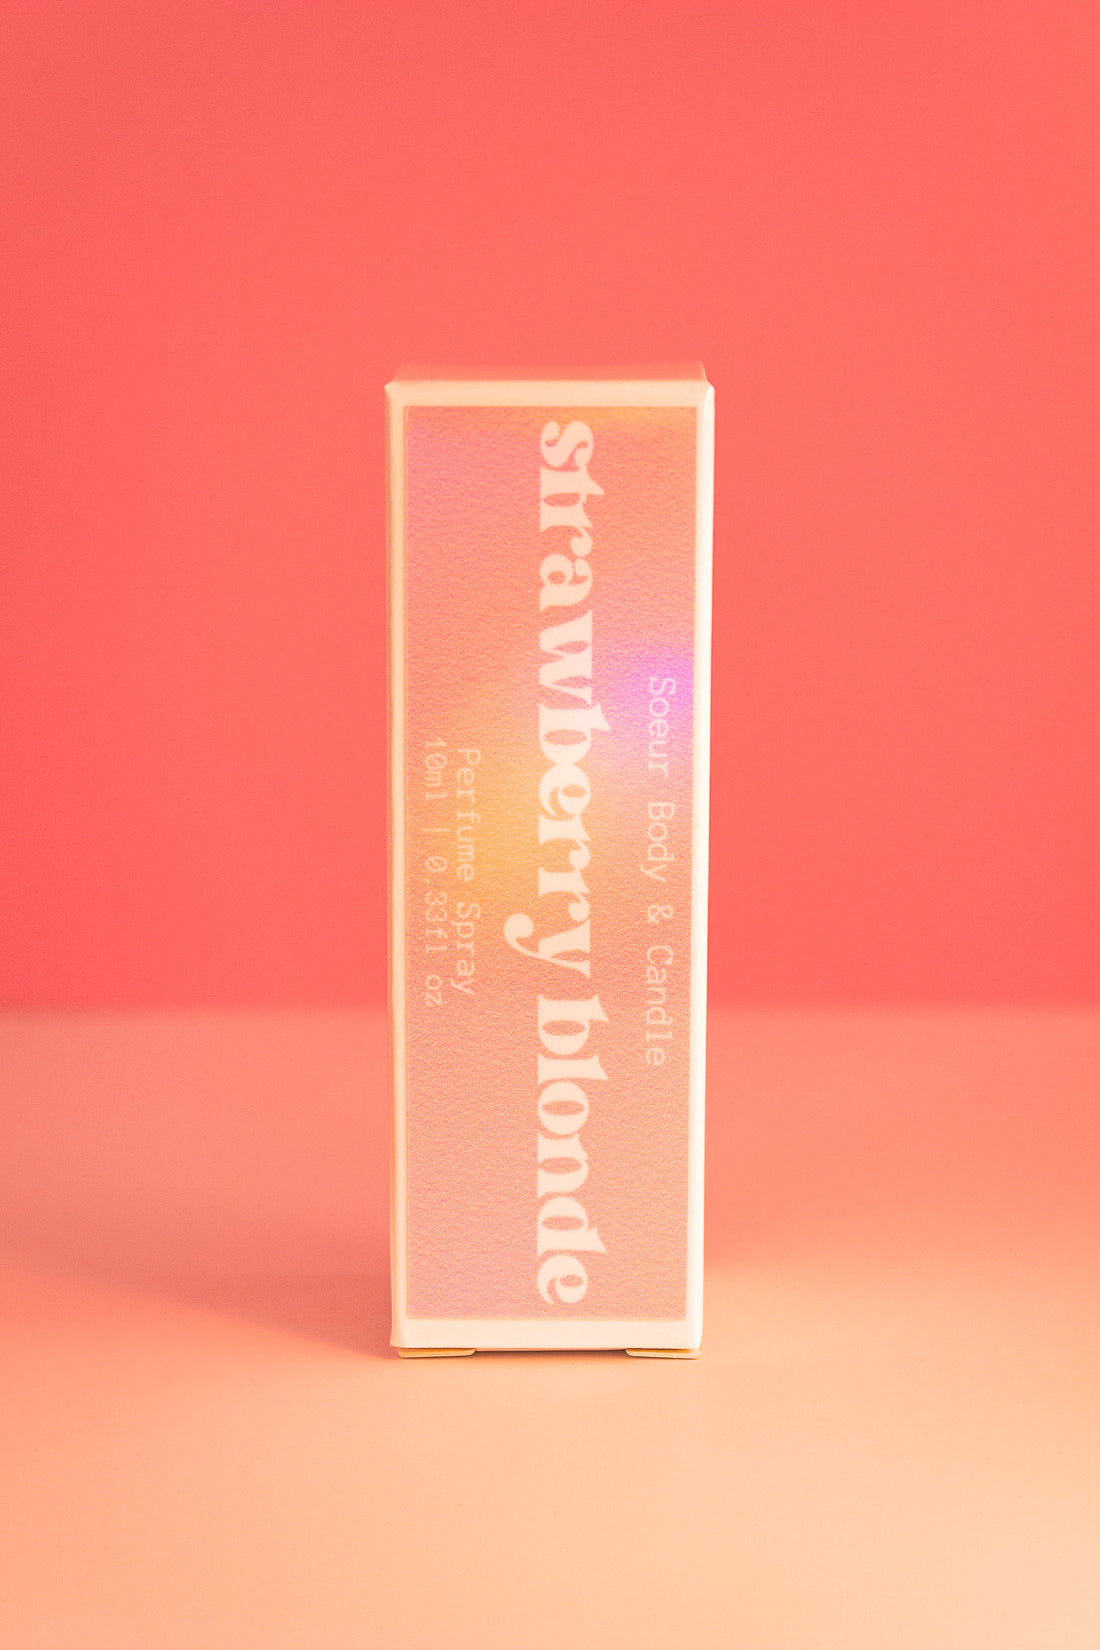 Soeur Body & Candle
strawberry blonde
Perfume Spray
10ml | 0.33fl oz